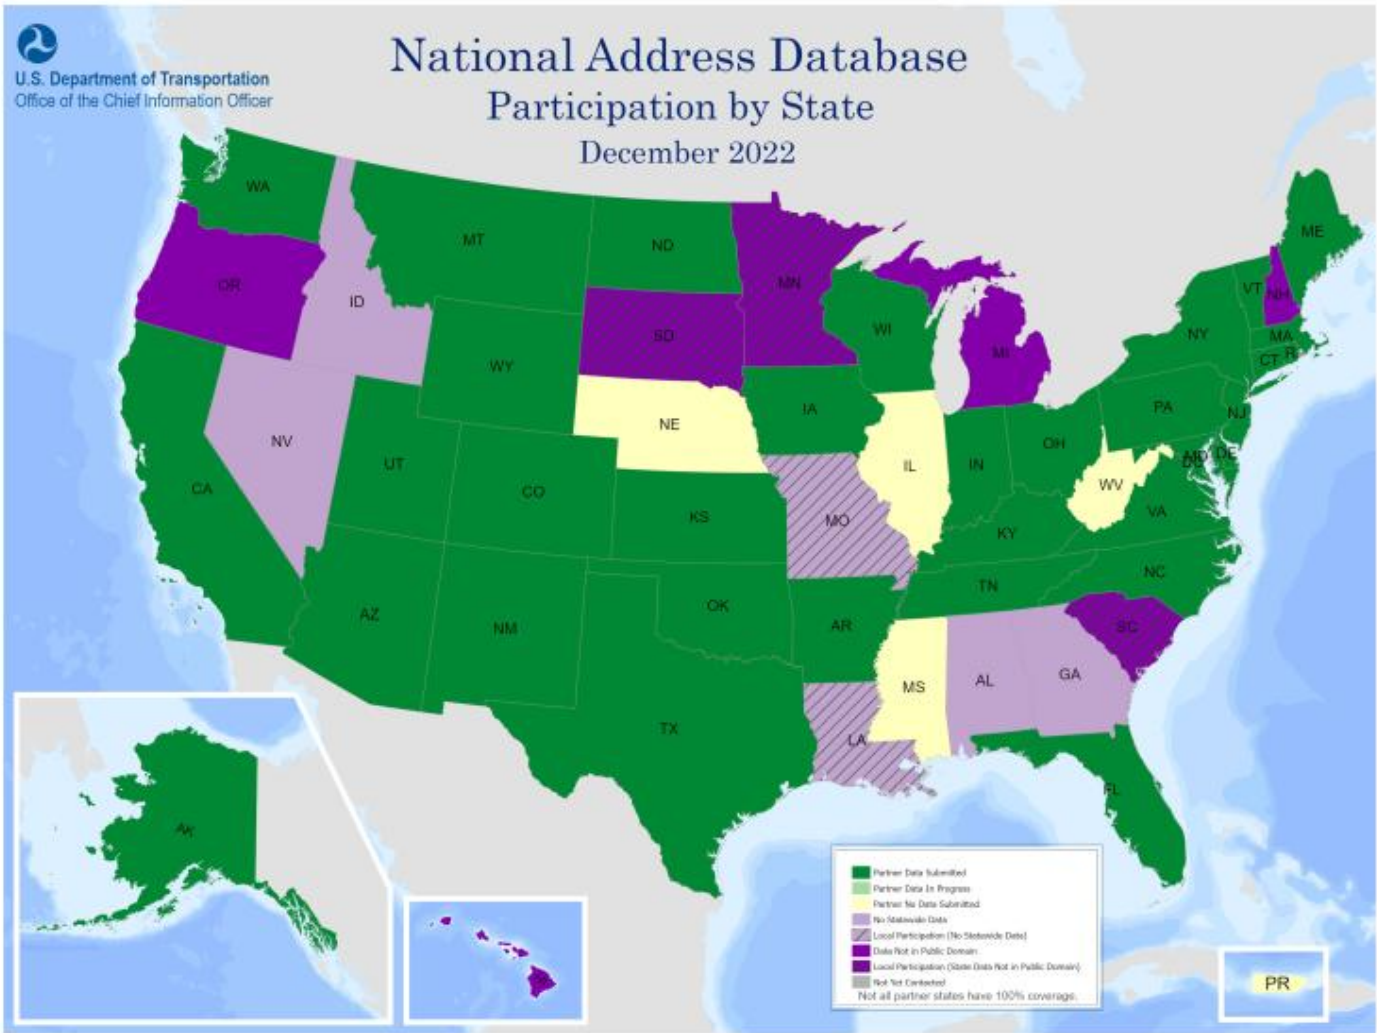 U.S. Department of Transportation
Office of the Chief Information Officer
National Address Database
Participation by State
December 2022
WA
MT
ND
MN
ME
OR
ID
SD
WI
MI
VT
NH
NY
MA
WY
CT
RI
IA
NE
PA
NJ
NV
UT
CO
IL
IN
OH
MD
DE
DC
WV
CA
KS
MO
KY
VA
AZ
NM
OK
AR
TN
NC
SC
TX
MS
AL
GA
LA
FL
AK
PR
Partner Data Submitted
Partner Data In Progress
Partner No Data Submitted
No Statewide Data
Local Participation (No Statewide Data)
Data Not in Public Domain
Local Participation (State Data Not in Public Domain)
Not Yet Contacted
Not all partner states have 100% coverage.